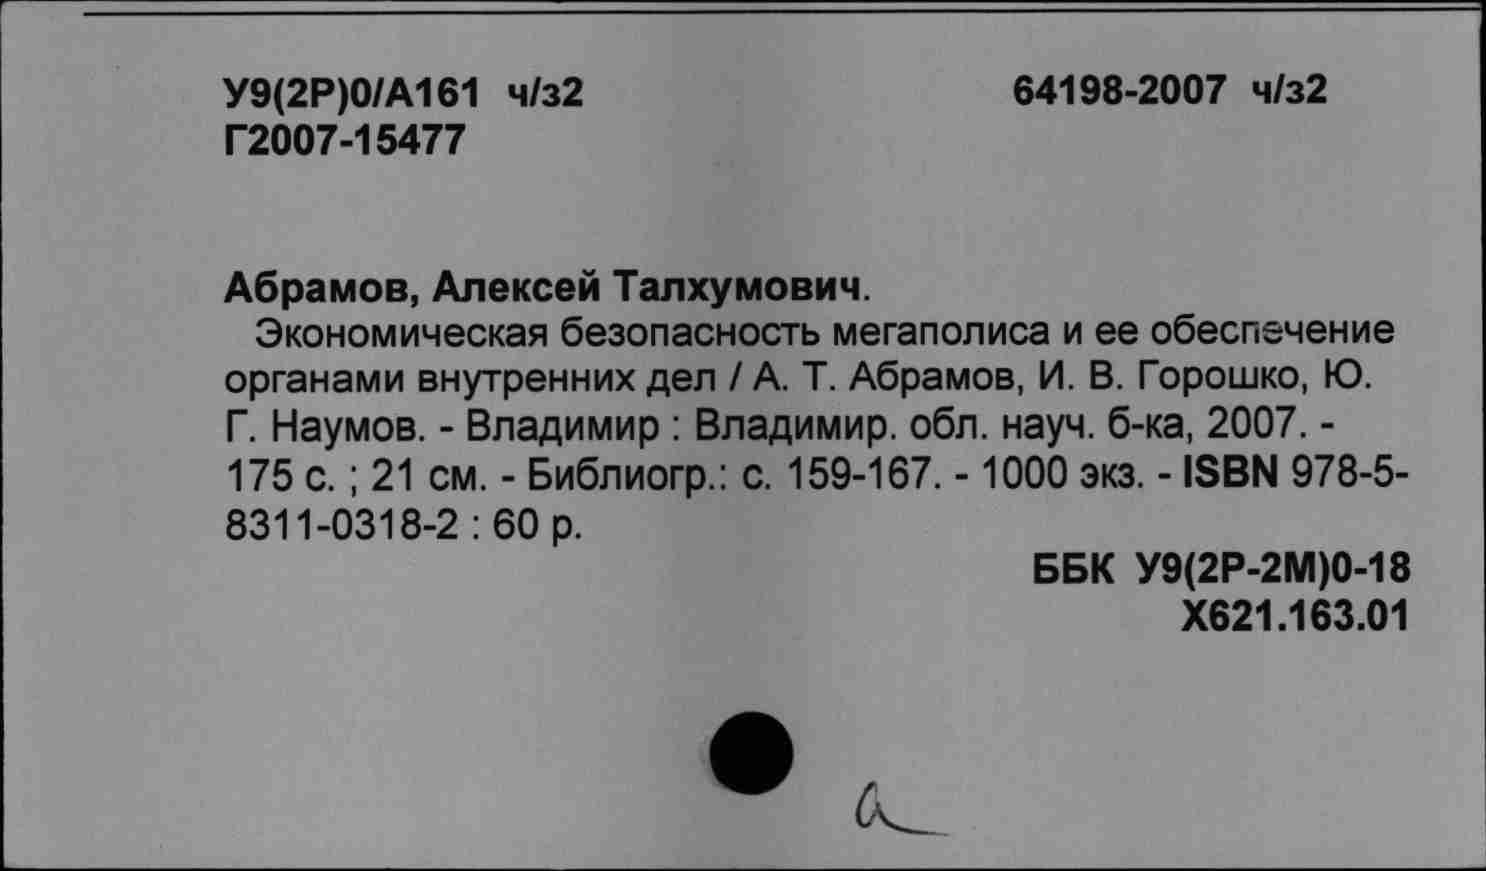 У9(2Р)0/А161 ч/з2 64198-2007 ч/з2
Г2007-15477
Абрамов, Алексей Талхумович.
Экономическая безопасность мегаполиса и ее обеспечение
органами внутренних дел / А. Т. Абрамов, И. В. Горошко, Ю.
Г. Наумов. - Владимир : Владимир. обл. науч. б-ка, 2007. -
175 с. ; 21 см. - Библиогр.: с. 159-167. - 1000 экз. - ISBN 978-5-
8311-0318-2 : 60 р.
ББК У9(2Р-2М)0-18
Х621.163.01
а